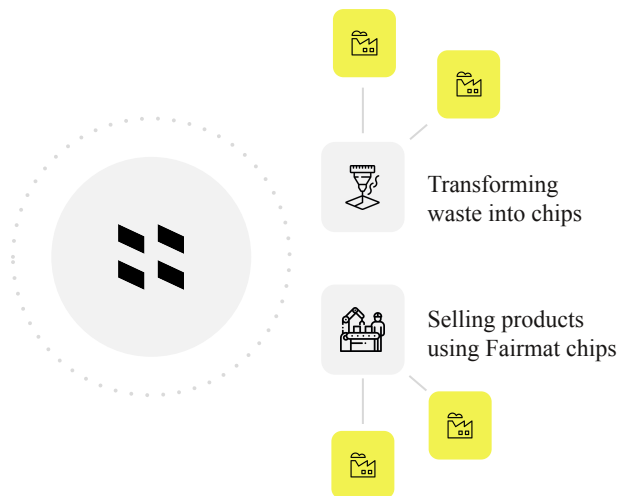 Transforming
waste into chips
Selling products
using Fairmat chips